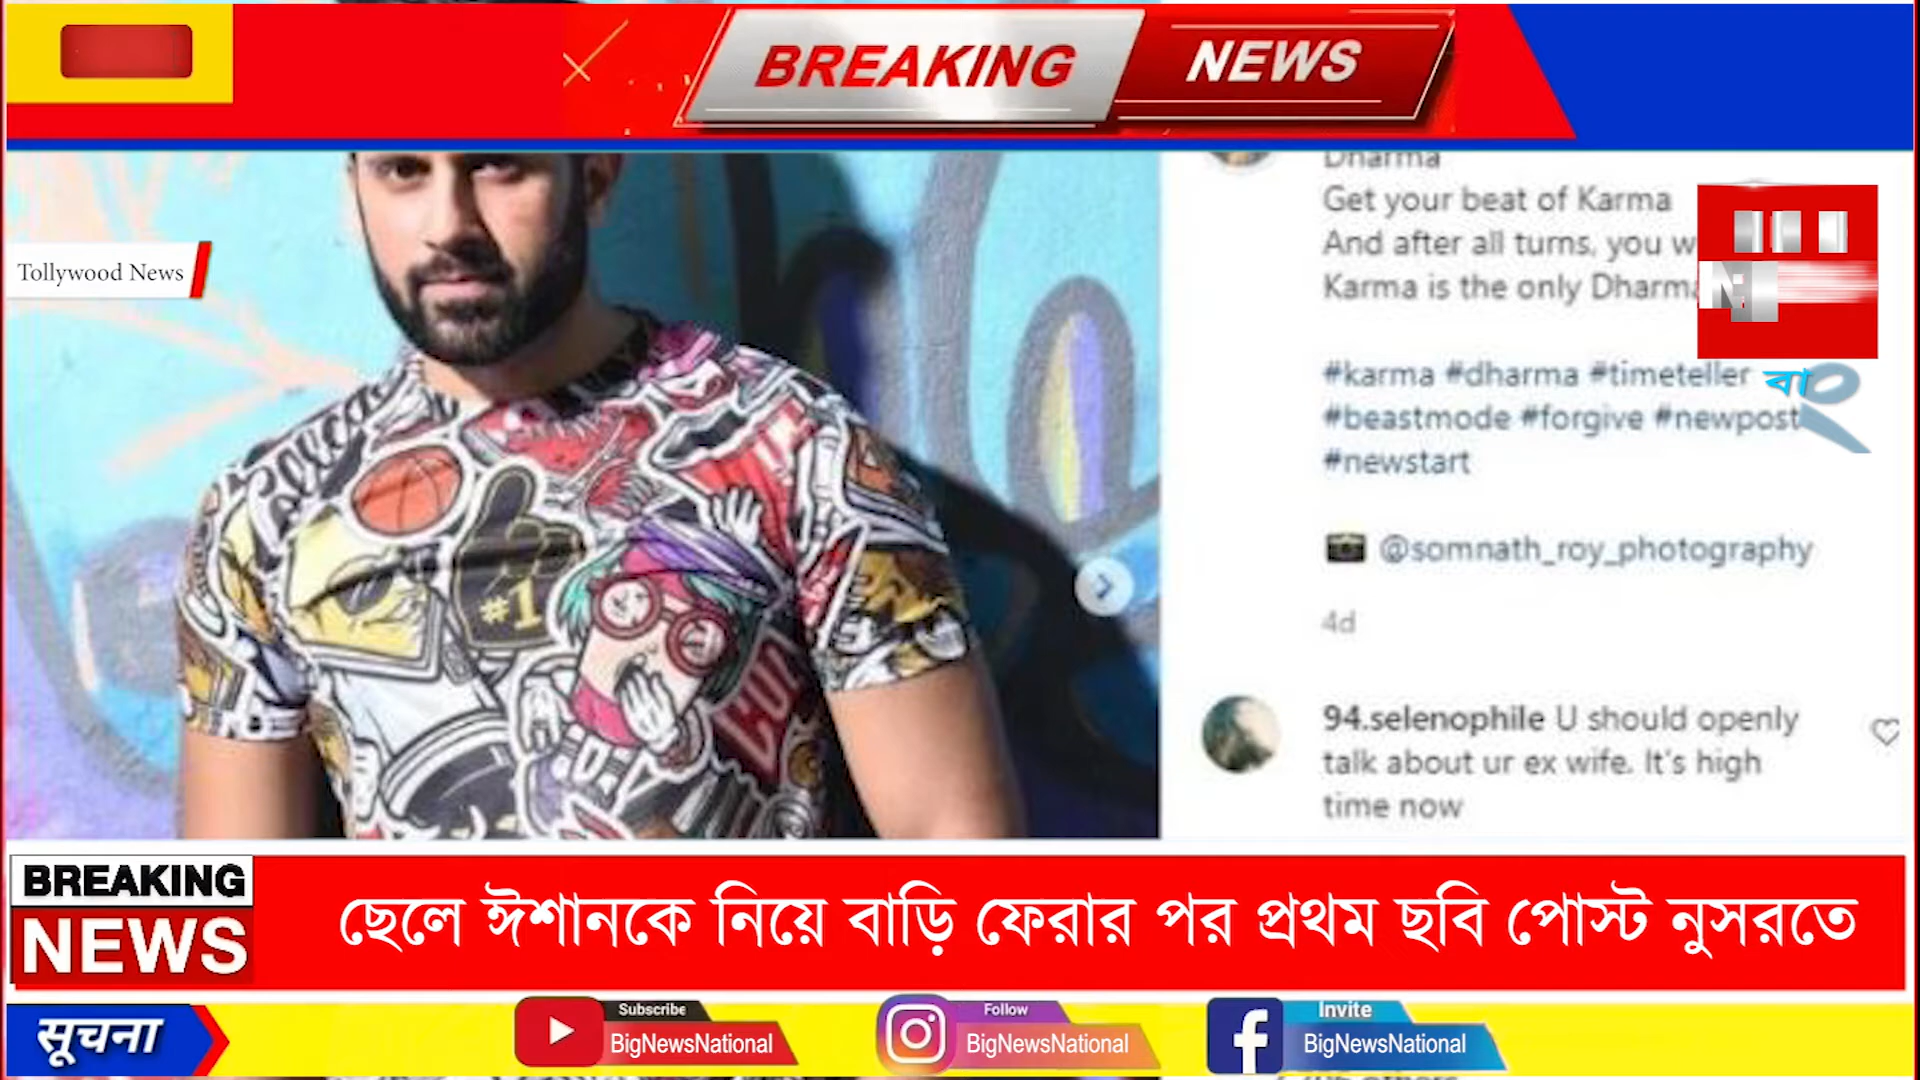 BREAKING NEWS
Dharma
Get your beat of Karma
And after all turns, you w
Karma is the only Dharma
Tollywood News
#karma #dharma #timeteller
বাং
#beastmode #forgive #newpost
#newstart
@somnath_roy_photography
4d
#1
94.selenophile U should openly
talk about ur ex wife. It's high
time now
BREAKING
NEWS
ছেলে ঈশানকে নিয়ে বাড়ি ফেরার পর প্রথম ছবি পোস্ট নুসরতে
सूचना
Subscribe
BigNewsNational
Follow
BigNewsNational
Invite
BigNewsNational